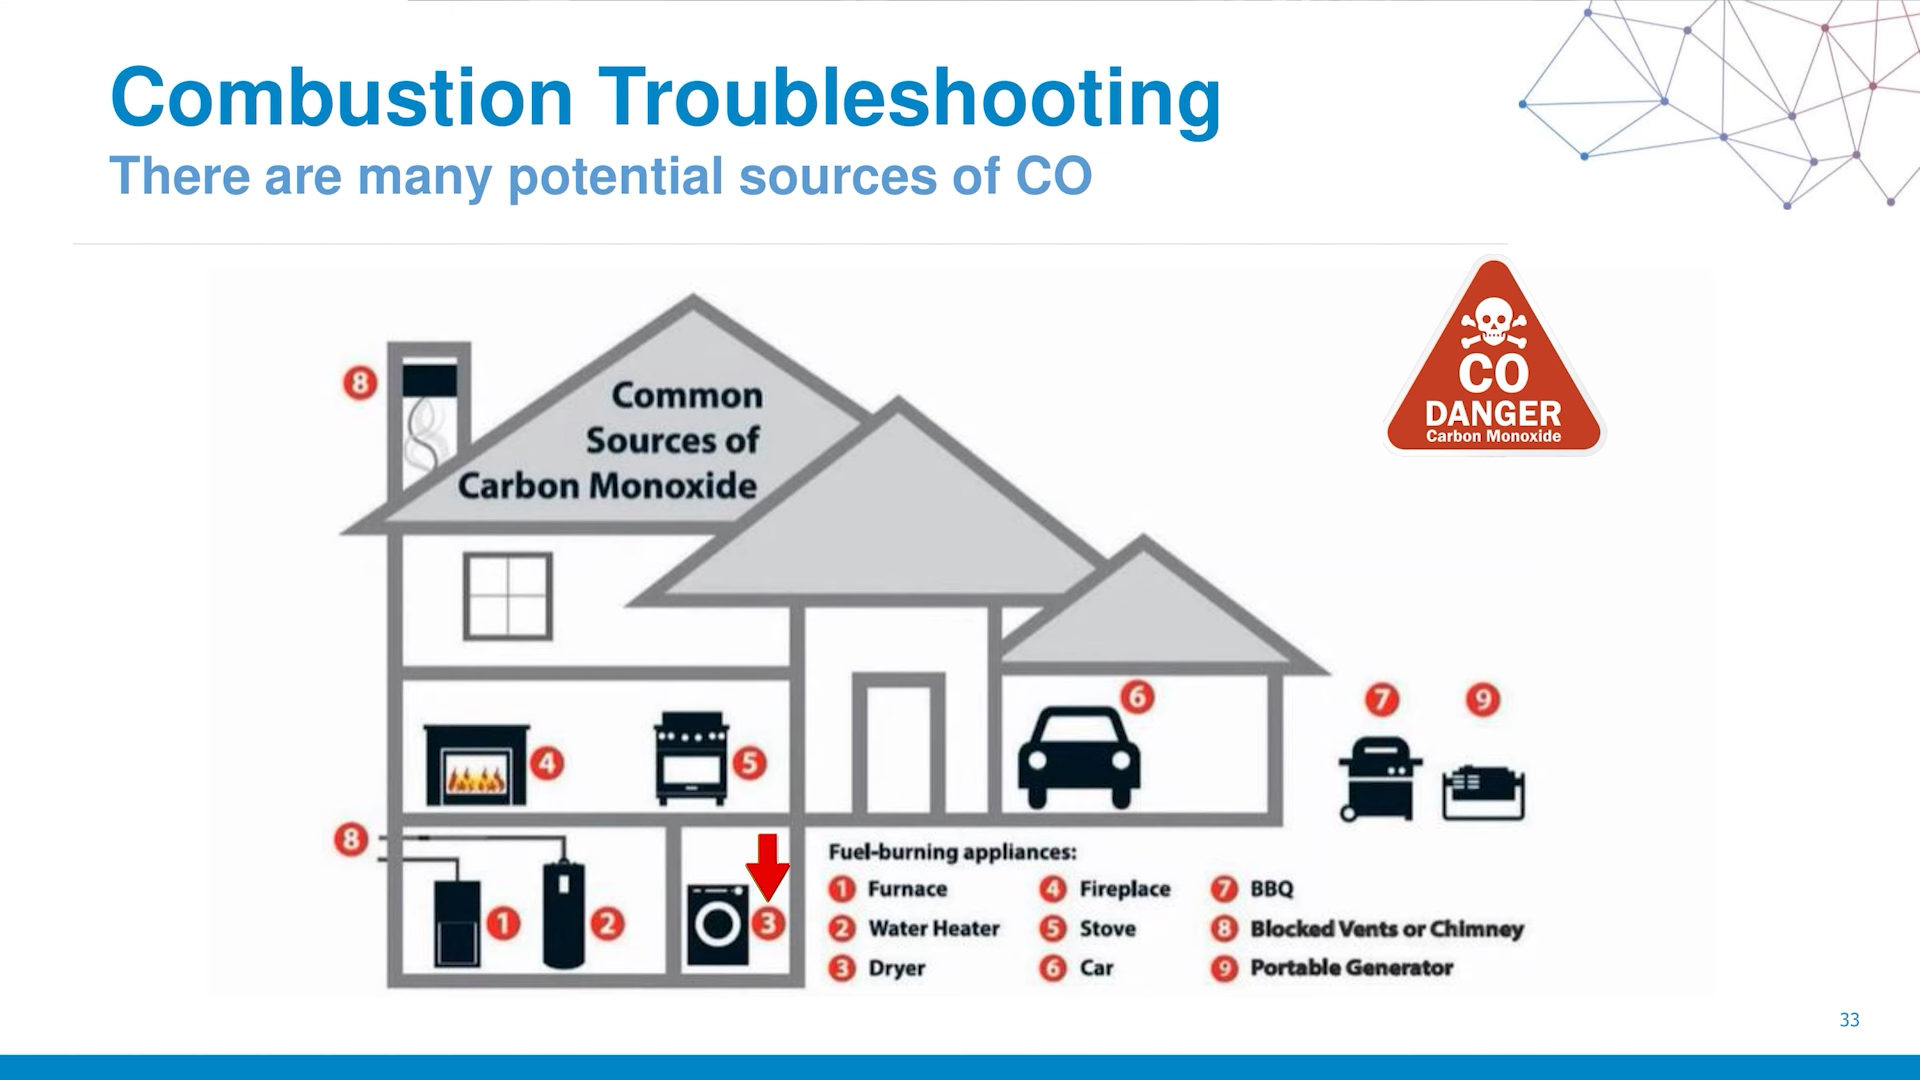 Combustion Troubleshooting
There are many potential sources of CO
CO
DANGER
Carbon Monoxide
8
Common
Sources of
Carbon Monoxide
6
7
9
4
5
8
1
2
3
Fuel-burning appliances:
1 Furnace
2 Water Heater
3 Dryer
4 Fireplace
5 Stove
6 Car
7 BBQ
8 Blocked Vents or Chimney
9 Portable Generator
33